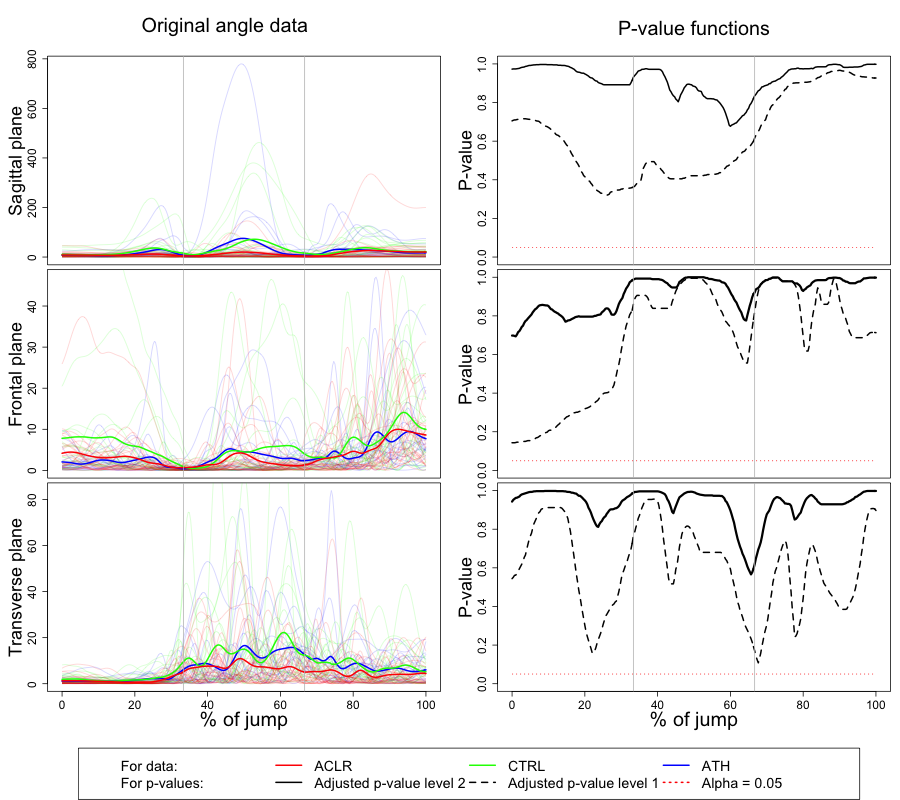 Original angle data
P-value functions
Sagittal plane
0 200 400 600 800
P-value
0.0 0.2 0.4 0.6 0.8 1.0
Frontal plane
0 10 20 30 40
P-value
0.0 0.2 0.4 0.6 0.8 1.0
Transverse plane
0 20 40 60 80
P-value
0.0 0.2 0.4 0.6 0.8 1.0
0 20 40 60 80 100
0 20 40 60 80 100
% of jump
% of jump
For data: ACLR CTRL ATH
For p-values: Adjusted p-value level 2 Adjusted p-value level 1 Alpha = 0.05